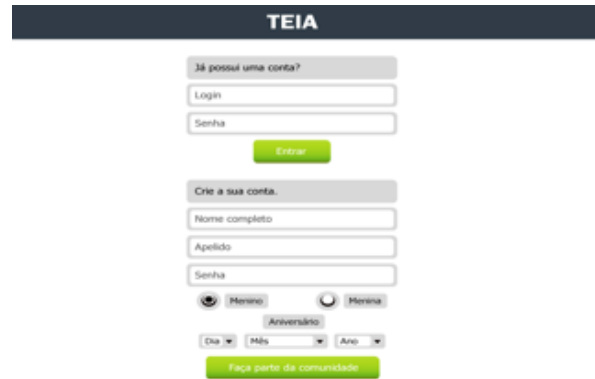 TEIA
Já possui uma conta?
Login
Senha
Entrar
Crie a sua conta.
Nome completo
Apelido
Senha
Menino Menina
Aniversário
Dia Mês Ano
Faça parte da comunidade